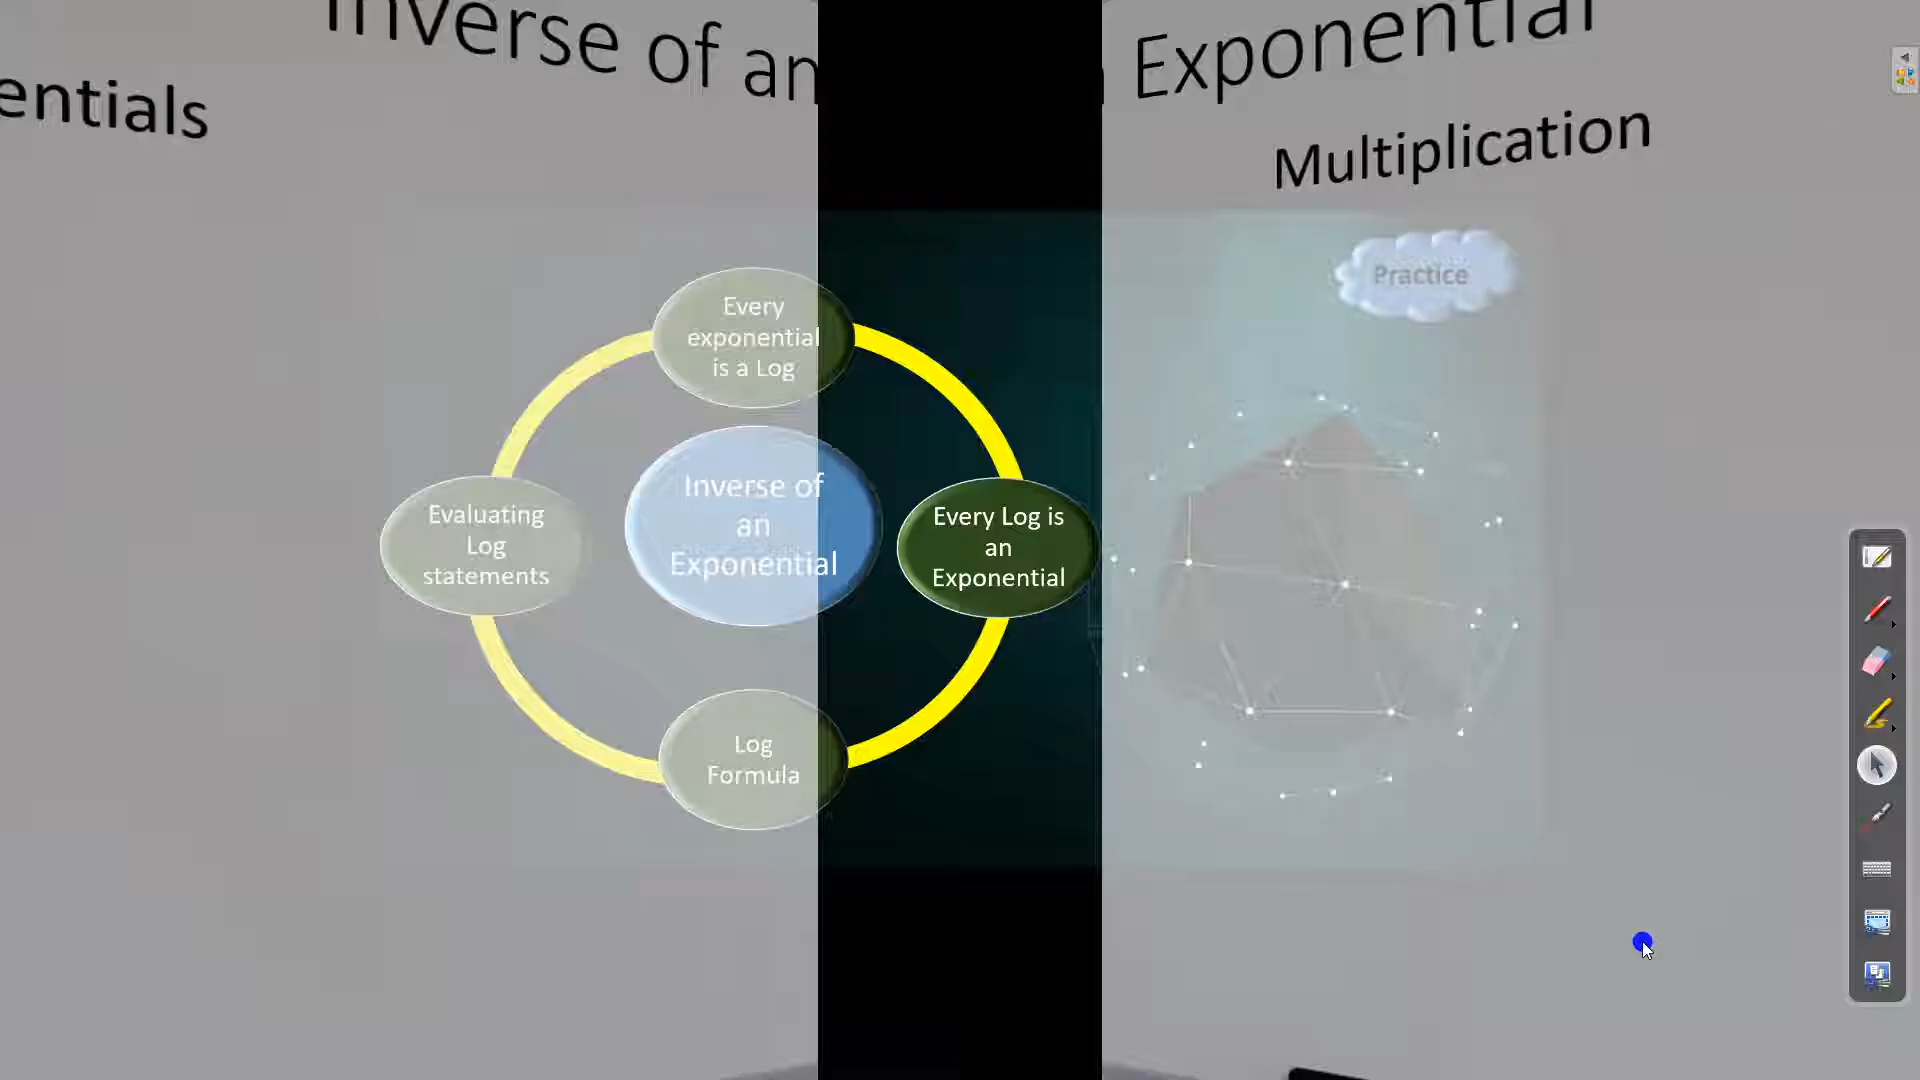 Inverse of an Exponential
entials
Multiplication
Practice
Every
exponential
is a Log
Inverse of
an
Exponential
Evaluating
Log
statements
Every Log is
an
Exponential
Log
Formula